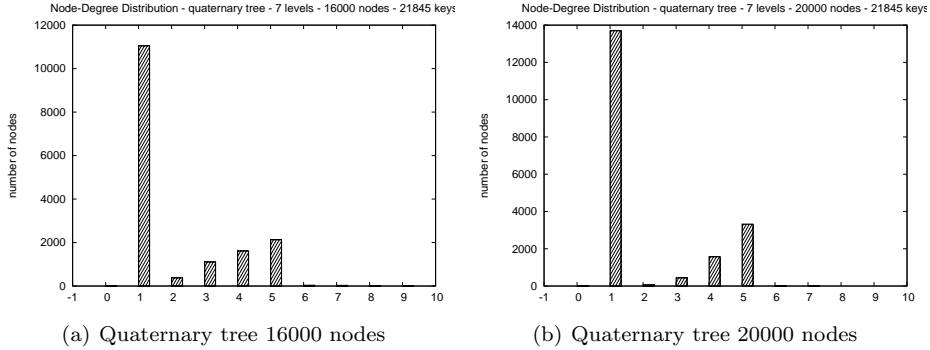 Node-Degree Distribution - quaternary tree - 7 levels - 16000 nodes - 21845 keys
12000
10000
8000
6000
4000
2000
0
number of nodes
-1 0 1 2 3 4 5 6 7 8 9 10
(a) Quaternary tree 16000 nodes
Node-Degree Distribution - quaternary tree - 7 levels - 20000 nodes - 21845 keys
14000
12000
10000
8000
6000
4000
2000
0
number of nodes
-1 0 1 2 3 4 5 6 7 8 9 10
(b) Quaternary tree 20000 nodes